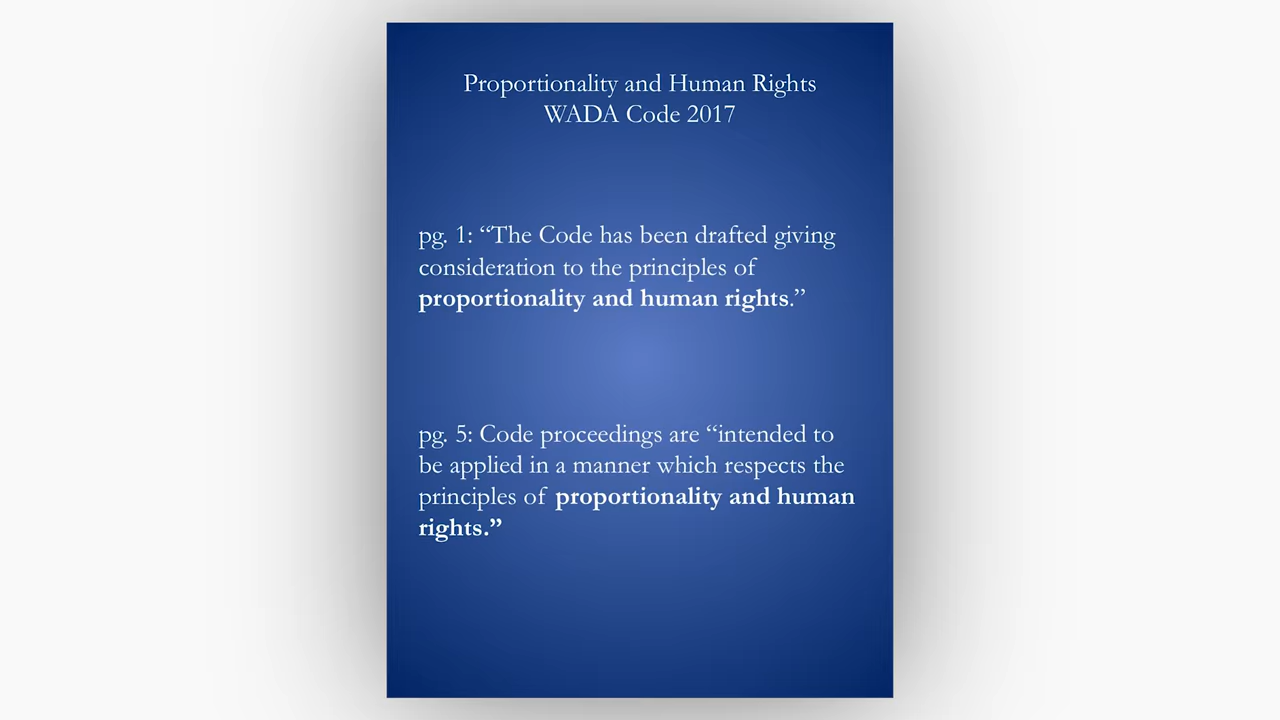 Proportionality and Human Rights
WADA Code 2017
pg. 1: “The Code has been drafted giving
consideration to the principles of
proportionality and human rights.”
pg. 5: Code proceedings are “intended to
be applied in a manner which respects the
principles of proportionality and human
rights.”